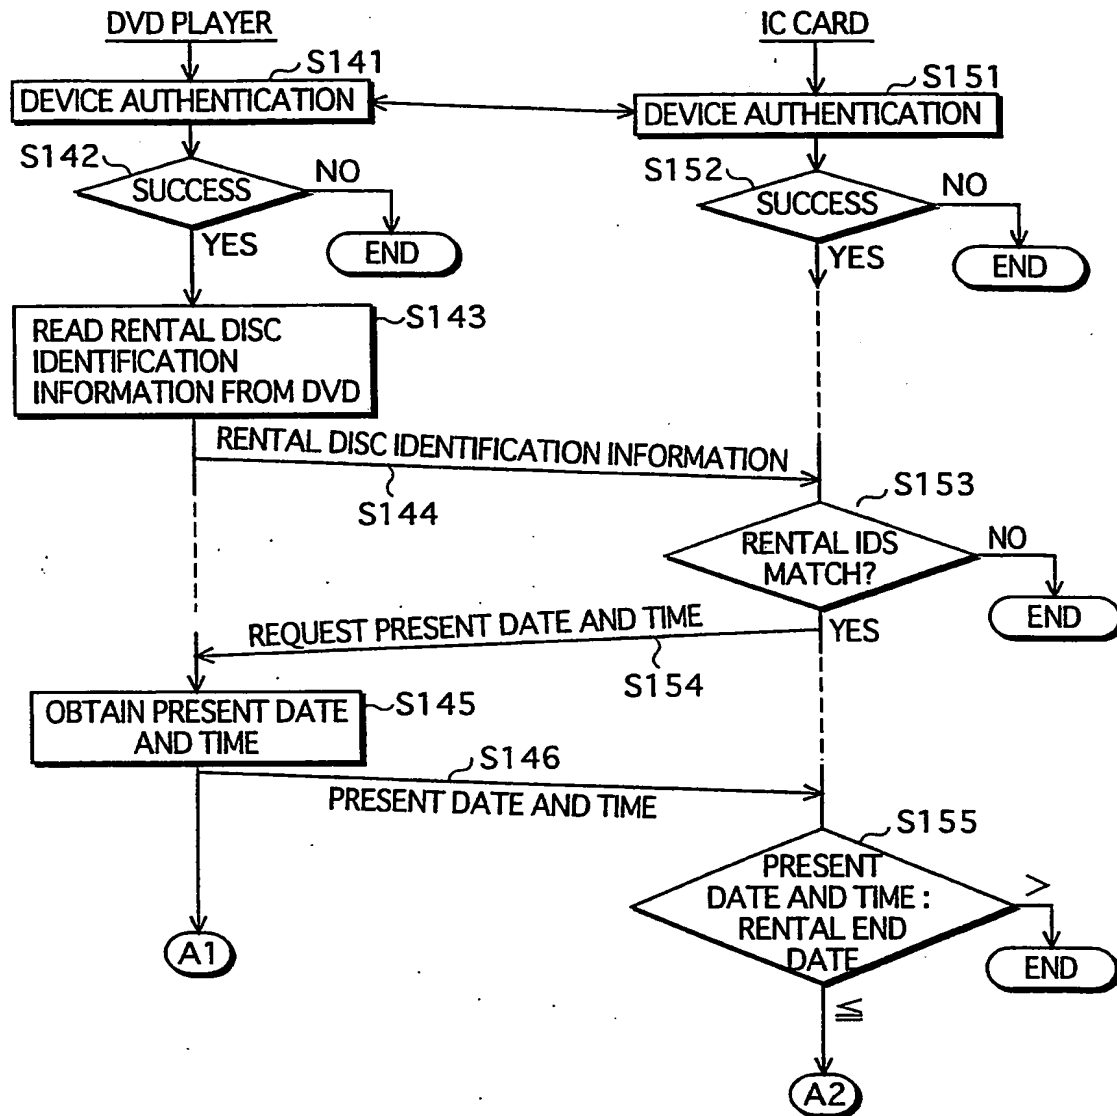 DVD PLAYER
IC CARD
S141
DEVICE AUTHENTICATION
S151
DEVICE AUTHENTICATION
S142
SUCCESS
NO
YES
END
S152
SUCCESS
NO
YES
END
S143
READ RENTAL DISC
IDENTIFICATION
INFORMATION FROM DVD
RENTAL DISC IDENTIFICATION INFORMATION
S144
S153
RENTAL IDS
MATCH?
NO
END
YES
REQUEST PRESENT DATE AND TIME
S154
S145
OBTAIN PRESENT DATE
AND TIME
S146
PRESENT DATE AND TIME
S155
PRESENT
DATE AND TIME :
RENTAL END
DATE
>
END
≦
A1
A2